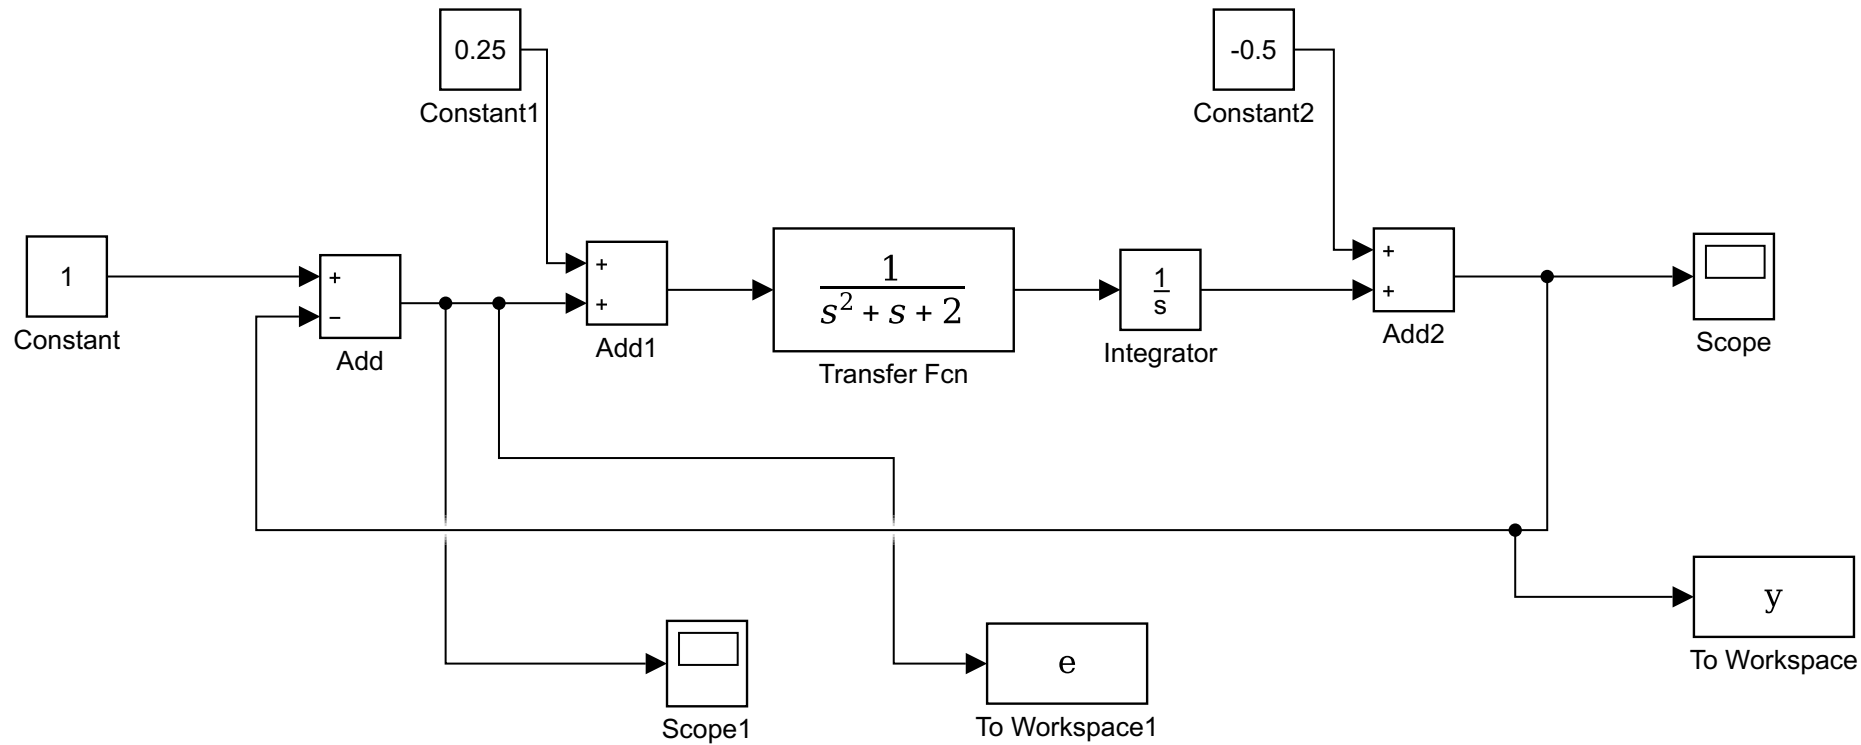 0.25
Constant1
-0.5
Constant2
1
Constant
+
−
Add
+
+
Add1
1
s² + s + 2
Transfer Fcn
1
s
Integrator
+
+
Add2
Scope
Scope1
e
To Workspace1
y
To Workspace